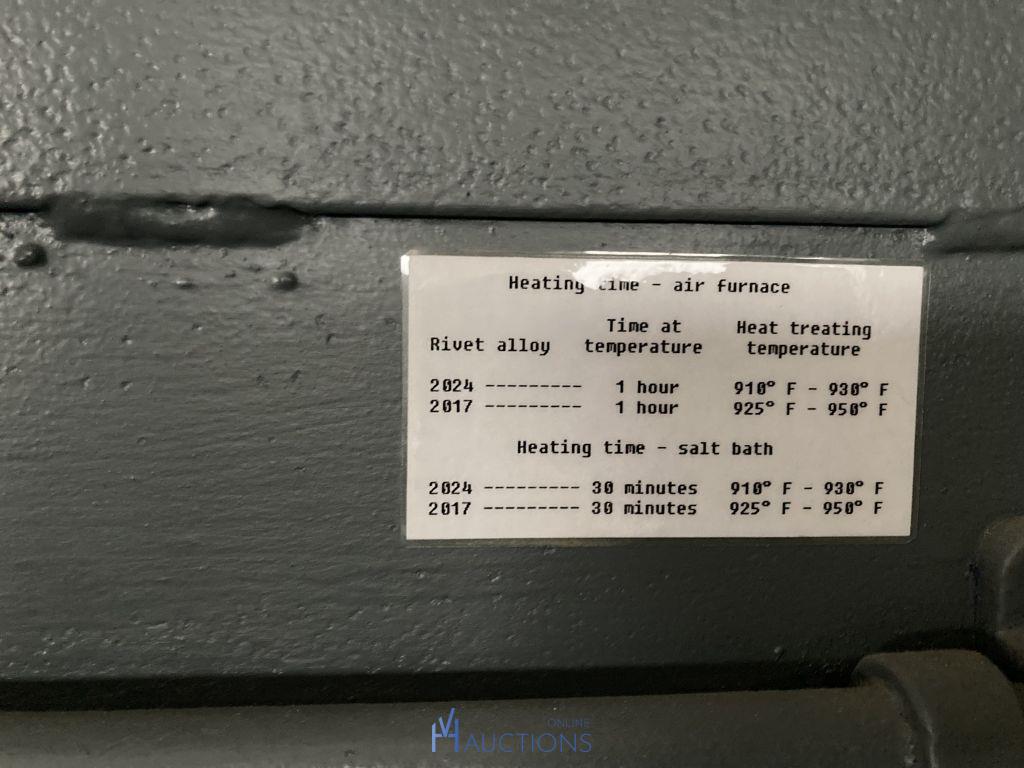 Heating time - air furnace
Time at Heat treating
Rivet alloy temperature temperature
2024 --------- 1 hour 910° F - 930° F
2017 --------- 1 hour 925° F - 950° F
Heating time - salt bath
2024 --------- 30 minutes 910° F - 930° F
2017 --------- 30 minutes 925° F - 950° F
ONLINE
AUCTIONS